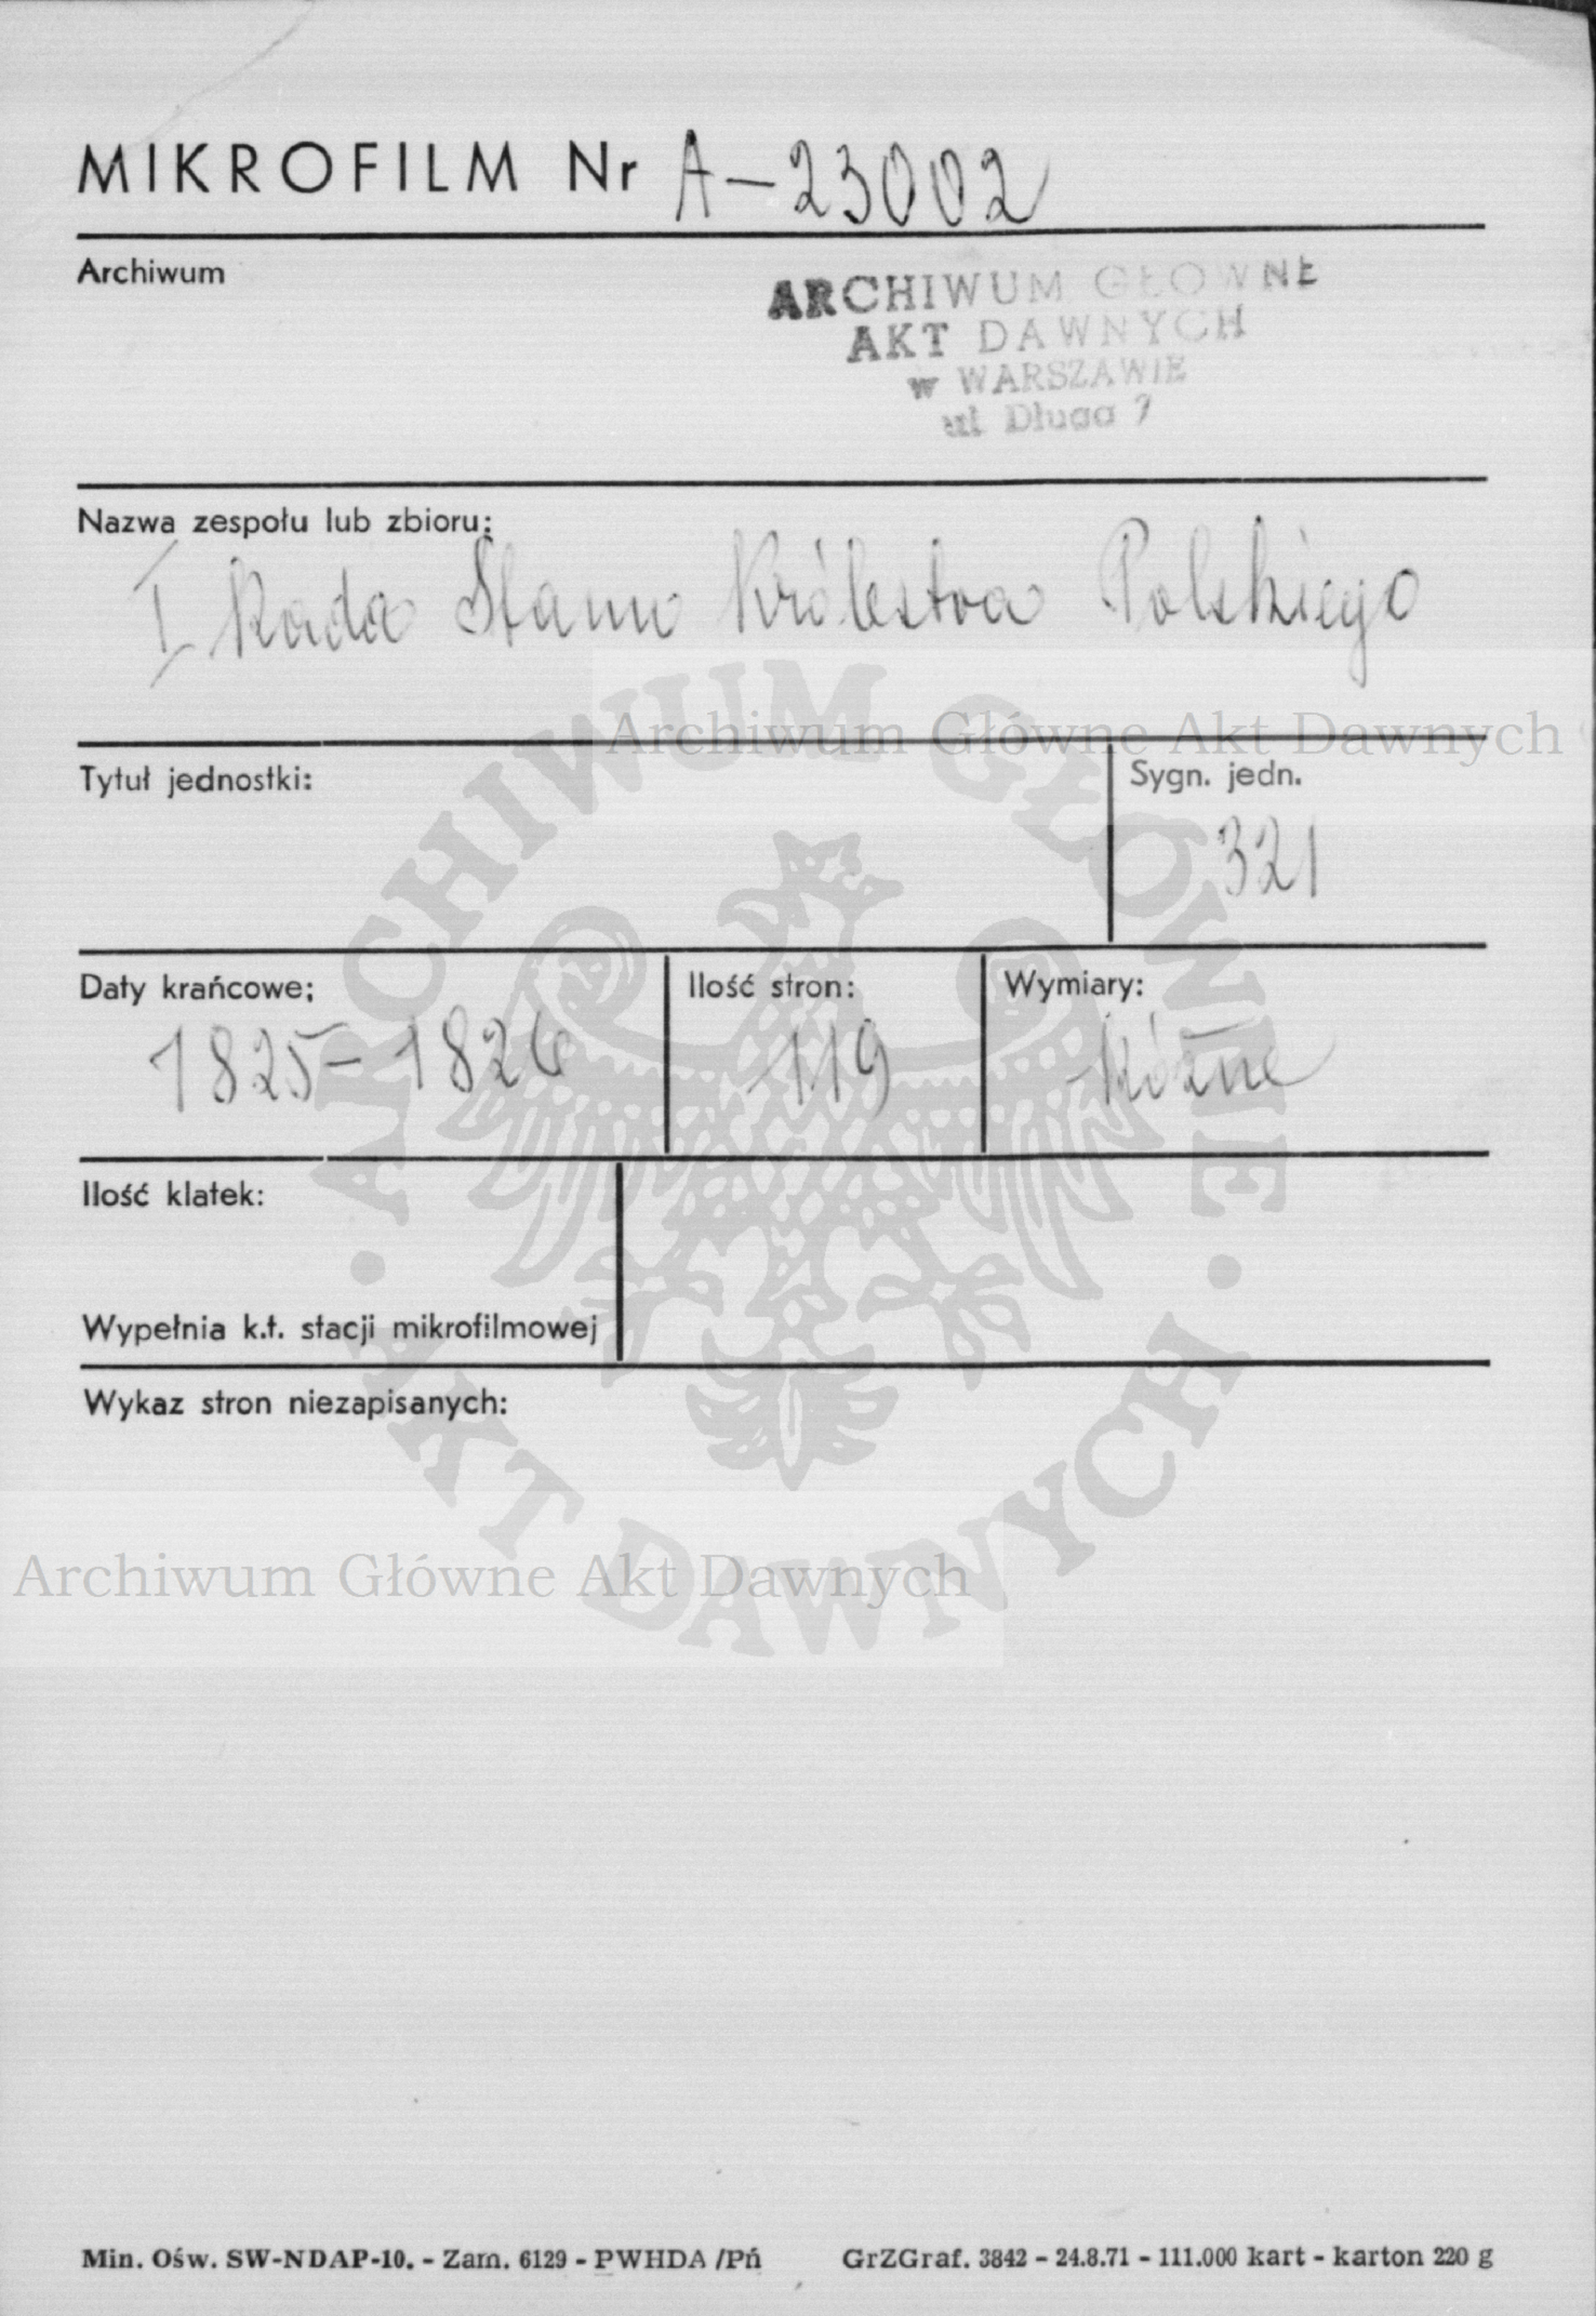 MIKROFILM Nr A-23002
Archiwum
ARCHIWUM GŁOWNE
AKT DAWNYCH
w WARSZAWIE
ul. Długa 7
Nazwa zespołu lub zbioru:
I Rada Stanu Królestwa Polskiego
Archiwum Główne Akt Dawnych
Tytuł jednostki:
Sygn. jedn.
321
Daty krańcowe:
1825-1826
Ilość stron:
119
Wymiary:
Różne
Ilość klatek:
Wypełnia k.t. stacji mikrofilmowej
Wykaz stron niezapisanych:
ARCHIWUM GŁÓWNE
AKT DAWNYCH
Archiwum Główne Akt Dawnych
Min. Ośw. SW-NDAP-10. - Zam. 6129 - PWHDA /Pń
GrZGraf. 3842 - 24.8.71 - 111.000 kart - karton 220 g